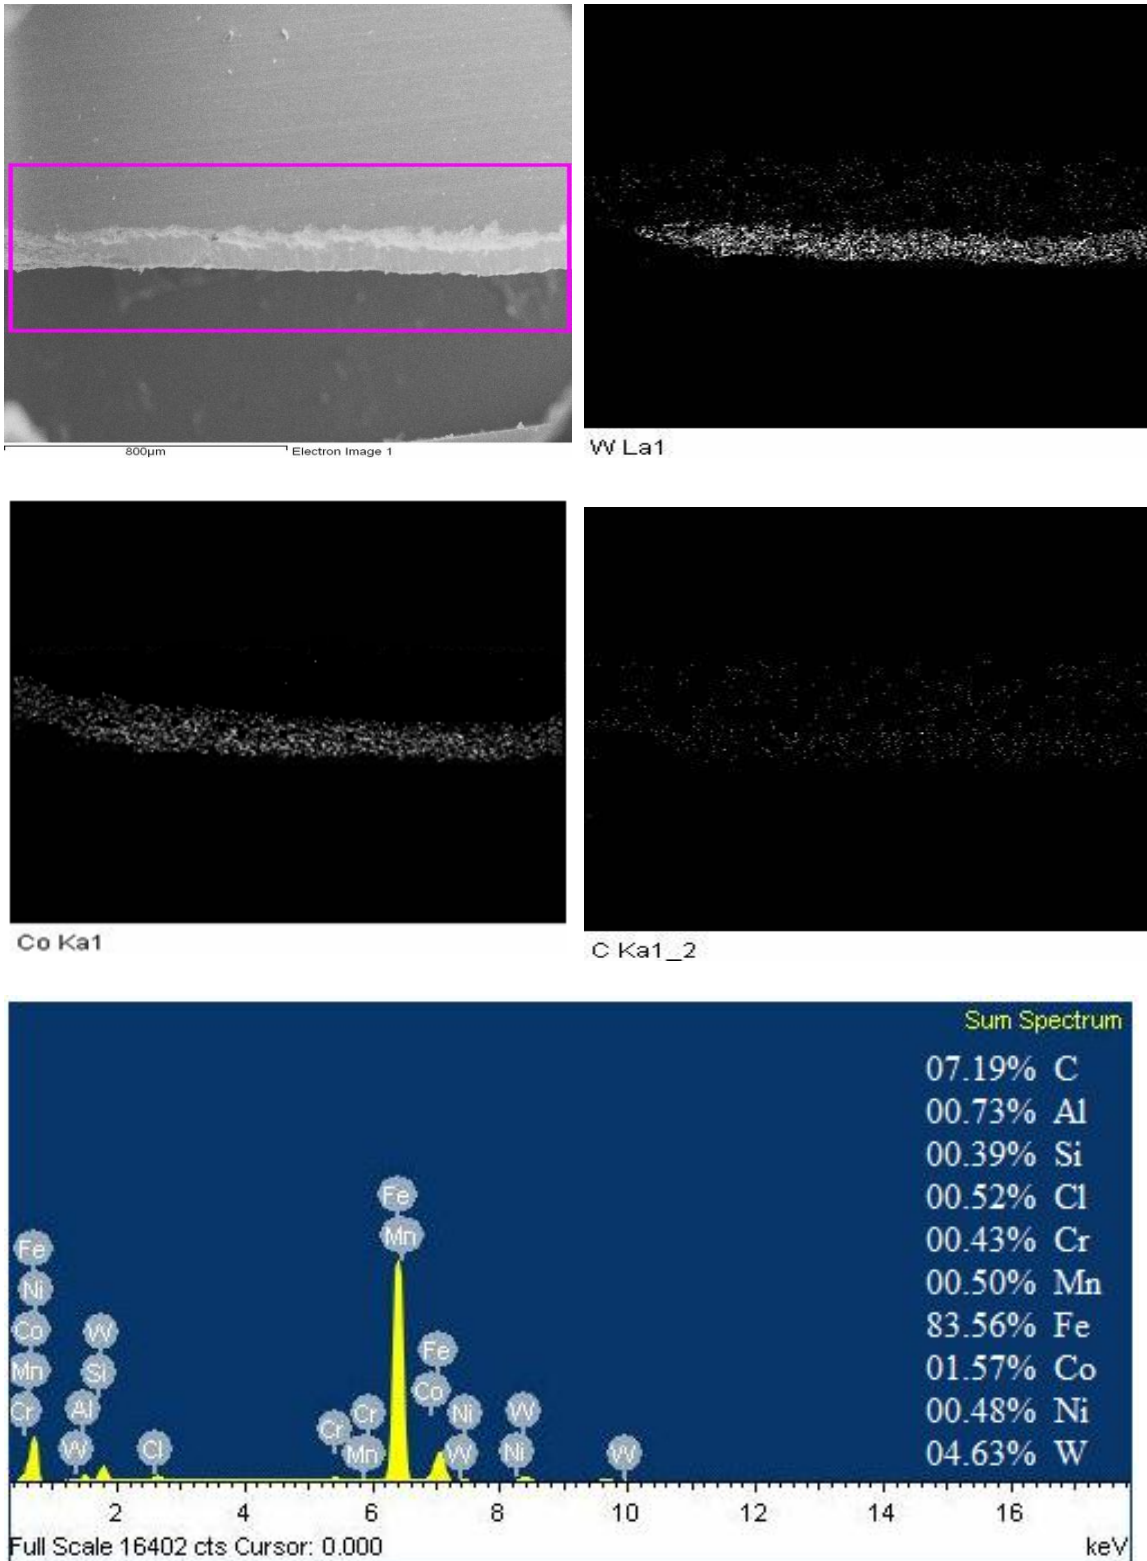 800µm
Electron Image 1
W La1
Co Ka1
C Ka1_2
Sum Spectrum
07.19% C
00.73% Al
00.39% Si
00.52% Cl
00.43% Cr
00.50% Mn
83.56% Fe
01.57% Co
00.48% Ni
04.63% W
Fe
Mn
Fe
Ni
Co
Mn
Cr
W
Si
Al
W
Cl
Cr
Cr
Mn
Fe
Co
Ni
W
W
Ni
W
2 4 6 8 10 12 14 16
Full Scale 16402 cts Cursor: 0.000 keV